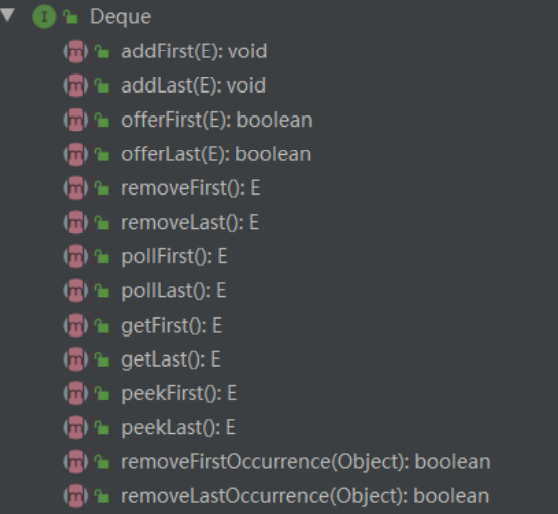 I Deque
m addFirst(E): void
m addLast(E): void
m offerFirst(E): boolean
m offerLast(E): boolean
m removeFirst(): E
m removeLast(): E
m pollFirst(): E
m pollLast(): E
m getFirst(): E
m getLast(): E
m peekFirst(): E
m peekLast(): E
m removeFirstOccurrence(Object): boolean
m removeLastOccurrence(Object): boolean